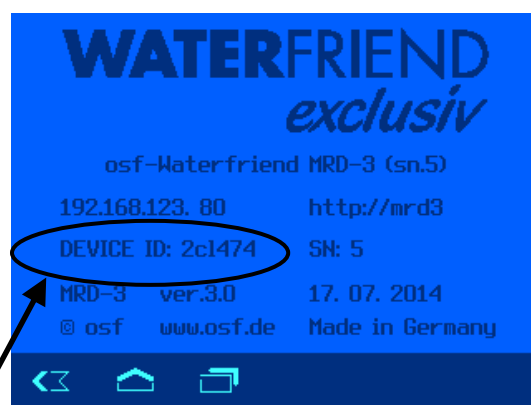 WATERFRIEND
exclusiv
osf-Waterfriend MRD-3 (sn.5)
192.168.123. 80 http://mrd3
DEVICE ID: 2cl474 SN: 5
MRD-3 ver.3.0 17. 07. 2014
© osf www.osf.de Made in Germany